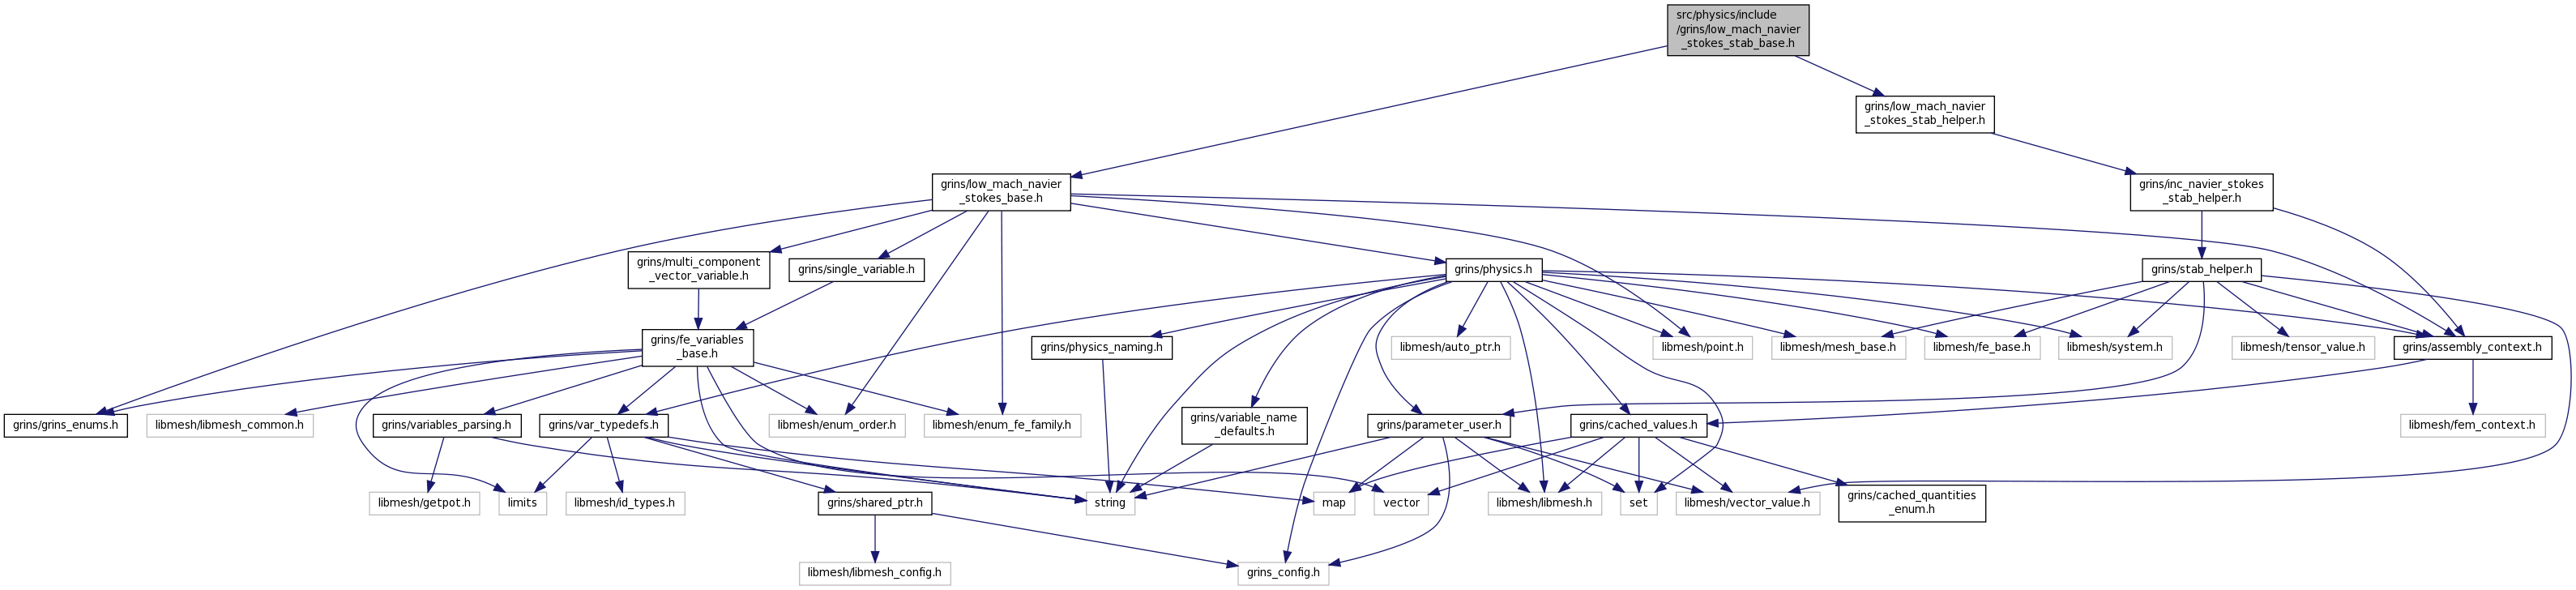 src/physics/include
/grins/low_mach_navier
_stokes_stab_base.h
grins/low_mach_navier
_stokes_stab_helper.h
grins/low_mach_navier
_stokes_base.h
grins/inc_navier_stokes
_stab_helper.h
grins/multi_component
_vector_variable.h
grins/single_variable.h
grins/physics.h
grins/stab_helper.h
grins/fe_variables
_base.h
grins/physics_naming.h
libmesh/auto_ptr.h
libmesh/point.h
libmesh/mesh_base.h
libmesh/fe_base.h
libmesh/system.h
libmesh/tensor_value.h
grins/assembly_context.h
grins/grins_enums.h
libmesh/libmesh_common.h
grins/variables_parsing.h
grins/var_typedefs.h
libmesh/enum_order.h
libmesh/enum_fe_family.h
grins/variable_name
_defaults.h
grins/parameter_user.h
grins/cached_values.h
libmesh/fem_context.h
libmesh/getpot.h
limits
libmesh/id_types.h
grins/shared_ptr.h
string
map
vector
libmesh/libmesh.h
set
libmesh/vector_value.h
grins/cached_quantities
_enum.h
libmesh/libmesh_config.h
grins_config.h